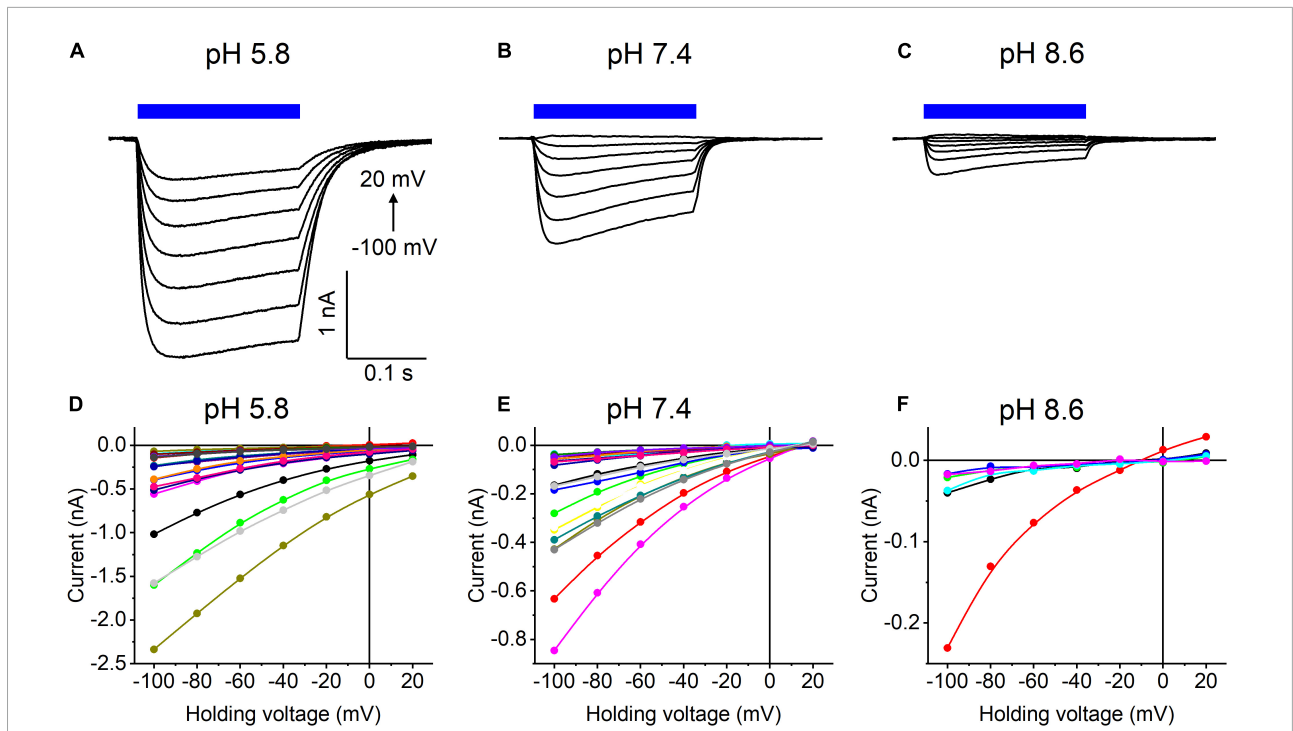 A
pH 5.8
B
pH 7.4
C
pH 8.6
20 mV
-100 mV
1 nA
0.1 s
D
pH 5.8
0.0
-0.5
-1.0
-1.5
-2.0
-2.5
Current (nA)
-100 -80 -60 -40 -20 0 20
Holding voltage (mV)
E
pH 7.4
0.0
-0.2
-0.4
-0.6
-0.8
Current (nA)
-100 -80 -60 -40 -20 0 20
Holding voltage (mV)
F
pH 8.6
0.0
-0.1
-0.2
Current (nA)
-100 -80 -60 -40 -20 0 20
Holding voltage (mV)